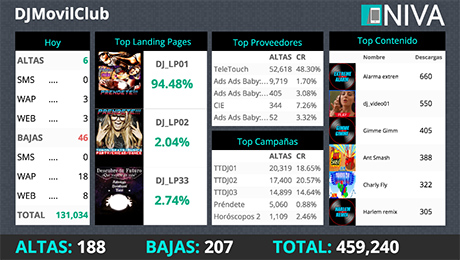 DJMovilClub
NIVA
Hoy
ALTAS 6
SMS .... 0
WAP .... 3
WEB .... 3
BAJAS 46
SMS .... 0
WAP .... 18
WEB .... 8
TOTAL 131,034
Top Landing Pages
PRENDETE!!!
DJ_LP01
94.48%
PRENDETE!!!
DJ_LP02
2.04%
Descubre tu Futuro
DJ_LP33
2.74%
Top Proveedores
ALTAS CR
TeleTouch 52,618 48.30%
Ads Ads Baby:... 9,719 1.70%
Ads Ads Baby:... 405 3.08%
CIE 344 7.26%
Ads Ads Baby:... 52 3.32%
Top Campañas
ALTAS CR
TTDJ01 20,319 18.65%
TTDJ02 17,400 20.57%
TTDJ03 14,899 14.64%
Préndete 5,060 0.88%
Horóscopos 2 1,109 2.46%
Top Contenido
Nombre Descargas
Alarma extren 660
PLAY
dj_video01 550
GIMME GIMME
Gimme Gimm 405
Ant Smash 388
Charly Fly 322
HARLEM REMIX
Harlem remix 305
ALTAS: 188 BAJAS: 207 TOTAL: 459,240